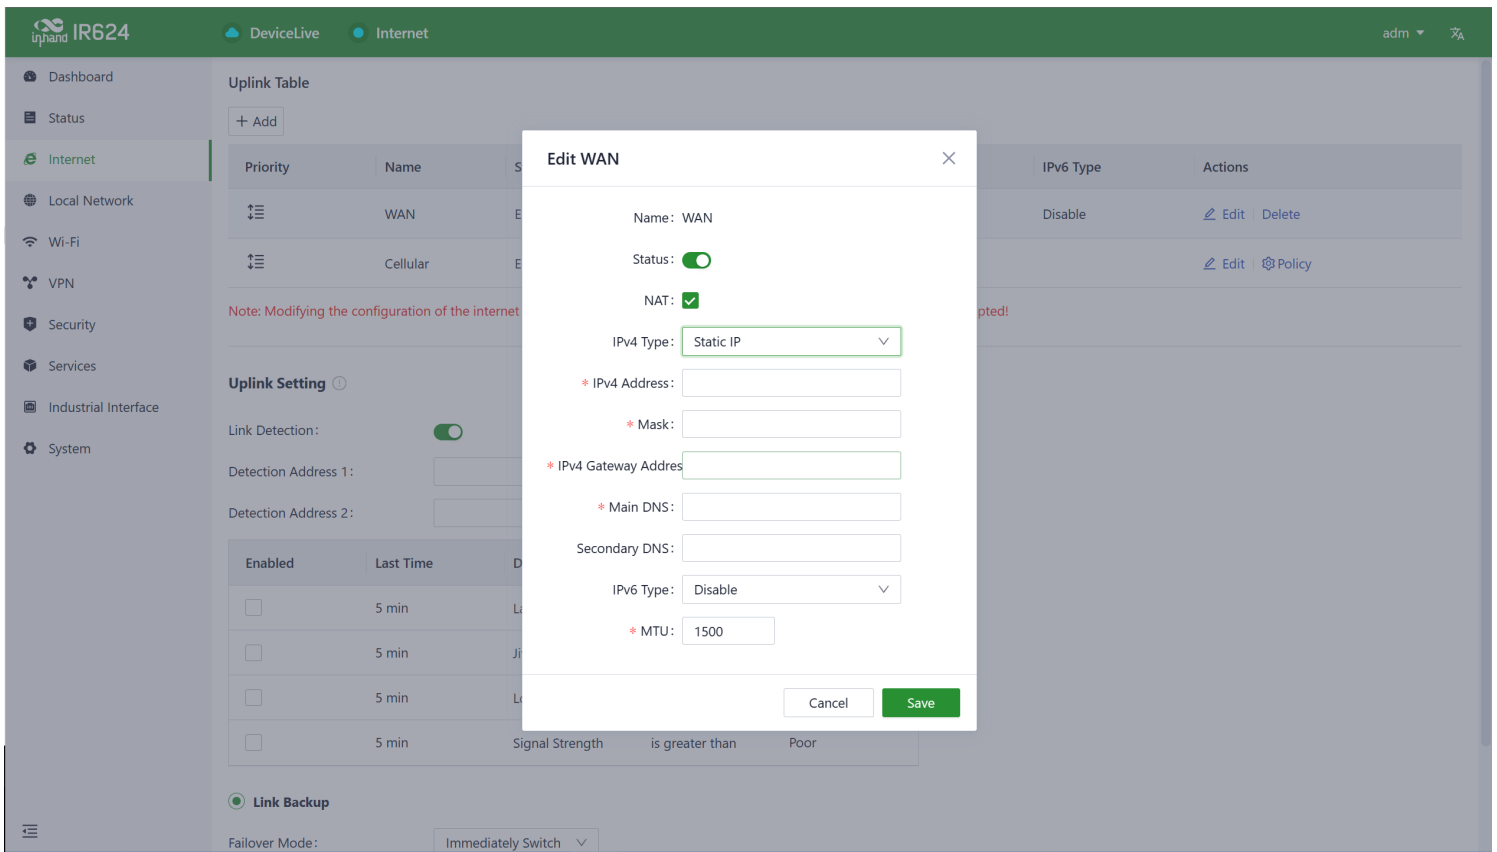 inhand IR624 DeviceLive Internet adm
Dashboard
Status
Internet
Local Network
Wi-Fi
VPN
Security
Services
Industrial Interface
System
Uplink Table
+ Add
Priority Name S IPv6 Type Actions
WAN E Disable Edit Delete
Cellular E Edit Policy
Note: Modifying the configuration of the internet pted!
Uplink Setting
Link Detection:
Detection Address 1:
Detection Address 2:
Enabled Last Time D
5 min La
5 min Ji
5 min Lo
5 min Signal Strength is greater than Poor
Link Backup
Failover Mode: Immediately Switch
Edit WAN
Name: WAN
Status:
NAT:
IPv4 Type: Static IP
* IPv4 Address:
* Mask:
* IPv4 Gateway Addres
* Main DNS:
Secondary DNS:
IPv6 Type: Disable
* MTU: 1500
Cancel Save